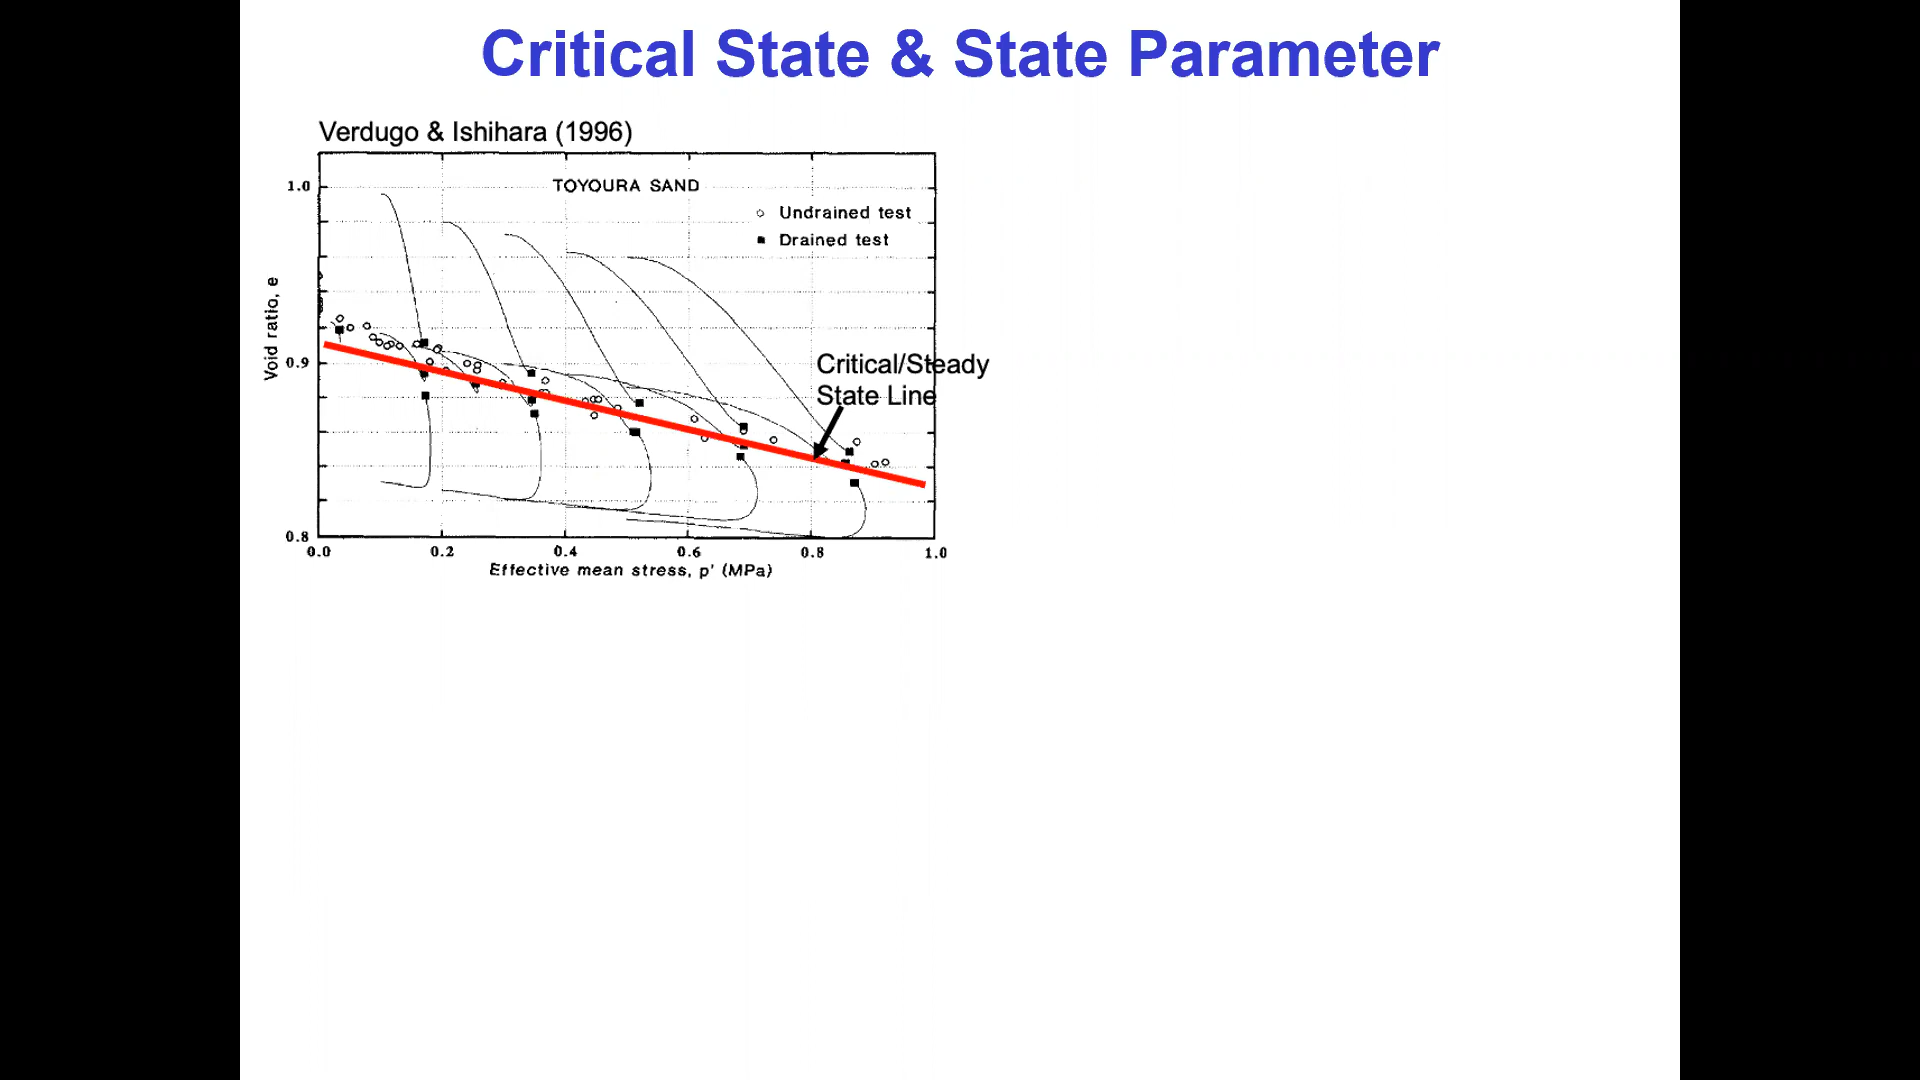 Critical State & State Parameter
Verdugo & Ishihara (1996)
TOYOURA SAND
Undrained test
Drained test
Void ratio, e
1.0
0.9
0.8
Critical/Steady
State Line
0.0 0.2 0.4 0.6 0.8 1.0
Effective mean stress, p' (MPa)